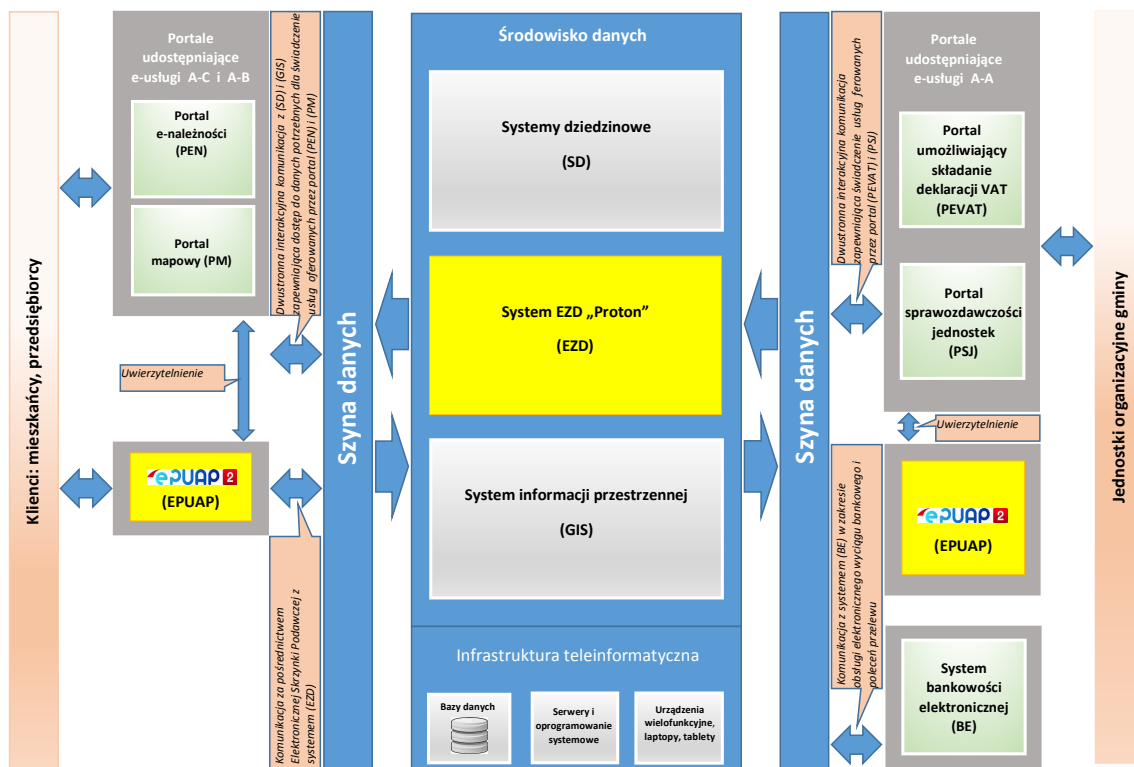 Klienci: mieszkańcy, przedsiębiorcy
Portale
udostępniające
e-usługi A-C i A-B
Portal
e-należności
(PEN)
Portal
mapowy (PM)
Uwierzytelnienie
ePUAP 2
(EPUAP)
Dwustronna interakcyjna komunikacja z (SD) i (GIS)
zapewniająca dostęp do danych potrzebnych dla świadczenie
usług oferowanych przez portal (PEN) i (PM)
Komunikacja za pośrednictwem
Elektronicznej Skrzynki Podawczej z
systemem (EZD)
Szyna danych
Środowisko danych
Systemy dziedzinowe
(SD)
System EZD „Proton”
(EZD)
System informacji przestrzennej
(GIS)
Infrastruktura teleinformatyczna
Bazy danych
Serwery i
oprogramowanie
systemowe
Urządzenia
wielofunkcyjne,
laptopy, tablety
Szyna danych
Dwustronna interakcyjna komunikacja
zapewniająca świadczenie usług ferowanych
przez portal (PEVAT) i (PSJ)
Komunikacja z systemem (BE) w zakresie
obsługi elektronicznego wyciągu bankowego i
poleceń przelewu
Portale
udostępniające
e-usługi A-A
Portal
umożliwiający
składanie
deklaracji VAT
(PEVAT)
Portal
sprawozdawczości
jednostek
(PSJ)
Uwierzytelnienie
ePUAP 2
(EPUAP)
System
bankowości
elektronicznej
(BE)
Jednostki organizacyjne gminy